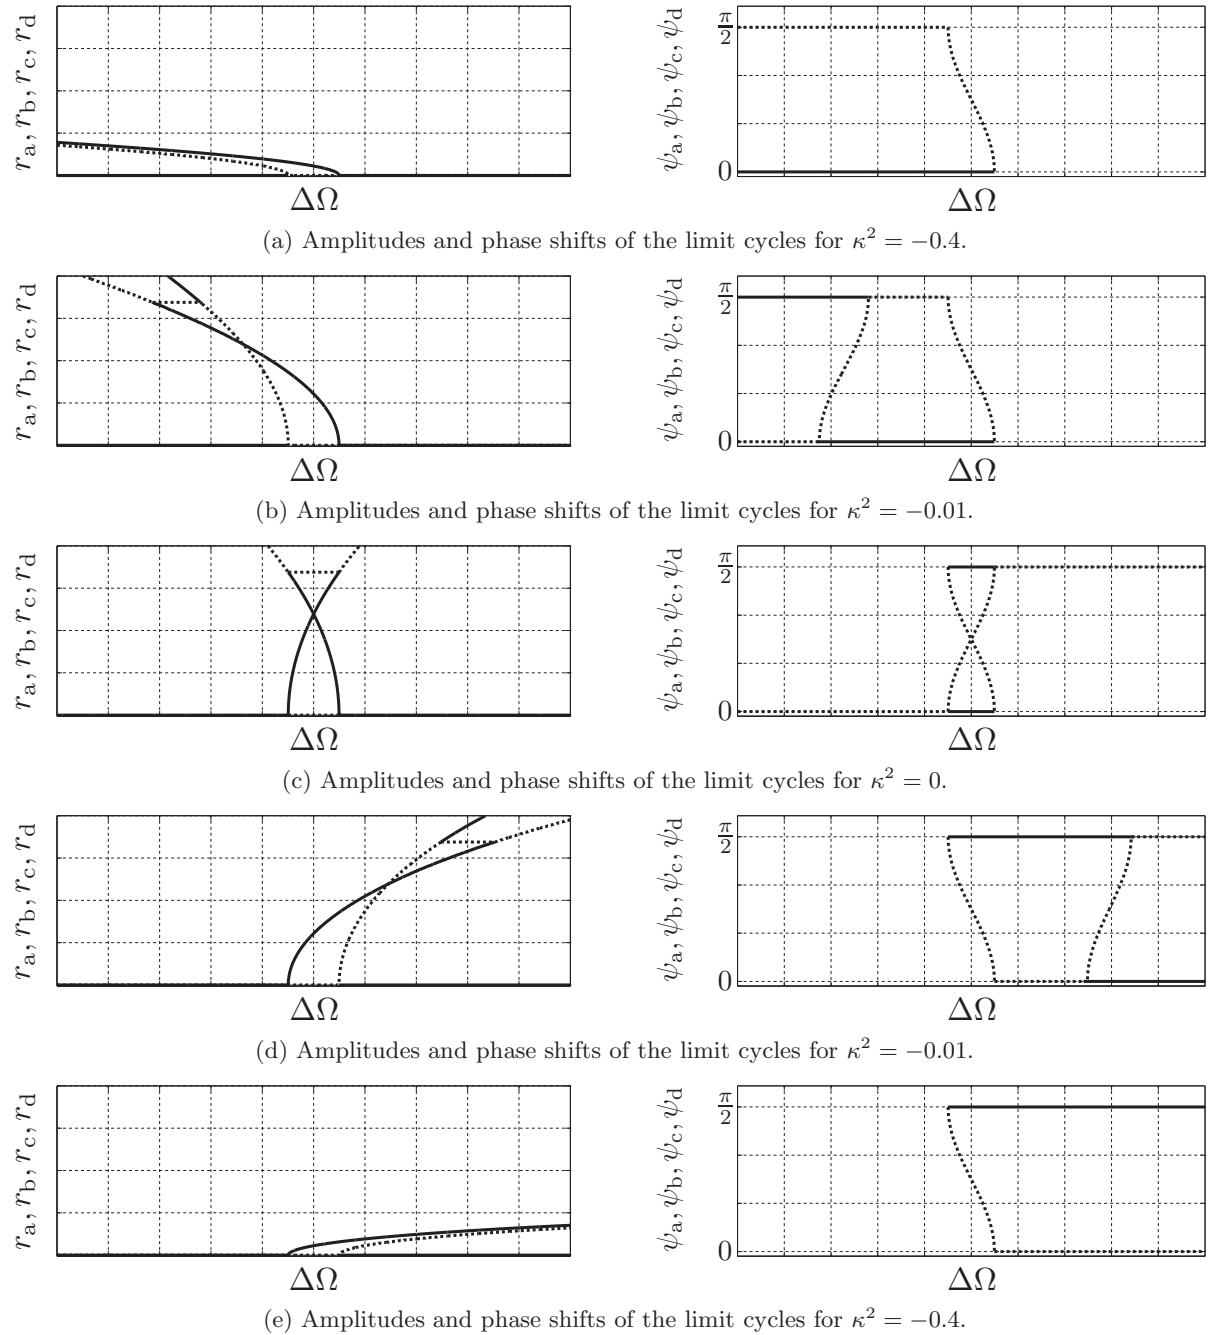 r_a, r_b, r_c, r_d
ψ_a, ψ_b, ψ_c, ψ_d
π/2
0
ΔΩ
ΔΩ
(a) Amplitudes and phase shifts of the limit cycles for κ² = −0.4.
r_a, r_b, r_c, r_d
ψ_a, ψ_b, ψ_c, ψ_d
π/2
0
ΔΩ
ΔΩ
(b) Amplitudes and phase shifts of the limit cycles for κ² = −0.01.
r_a, r_b, r_c, r_d
ψ_a, ψ_b, ψ_c, ψ_d
π/2
0
ΔΩ
ΔΩ
(c) Amplitudes and phase shifts of the limit cycles for κ² = 0.
r_a, r_b, r_c, r_d
ψ_a, ψ_b, ψ_c, ψ_d
π/2
0
ΔΩ
ΔΩ
(d) Amplitudes and phase shifts of the limit cycles for κ² = −0.01.
r_a, r_b, r_c, r_d
ψ_a, ψ_b, ψ_c, ψ_d
π/2
0
ΔΩ
ΔΩ
(e) Amplitudes and phase shifts of the limit cycles for κ² = −0.4.